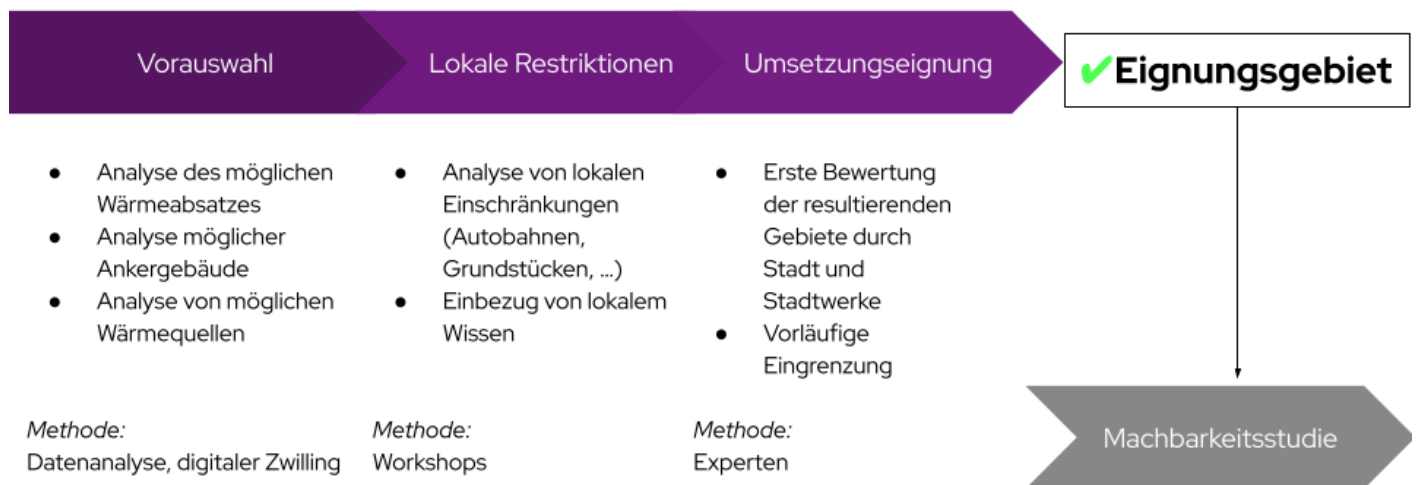 Vorauswahl
Lokale Restriktionen
Umsetzungseignung
✔Eignungsgebiet
● Analyse des möglichen
Wärmeabsatzes
● Analyse möglicher
Ankergebäude
● Analyse von möglichen
Wärmequellen
● Analyse von lokalen
Einschränkungen
(Autobahnen,
Grundstücken, ...)
● Einbezug von lokalem
Wissen
● Erste Bewertung
der resultierenden
Gebiete durch
Stadt und
Stadtwerke
● Vorläufige
Eingrenzung
Methode:
Datenanalyse, digitaler Zwilling
Methode:
Workshops
Methode:
Experten
Machbarkeitsstudie